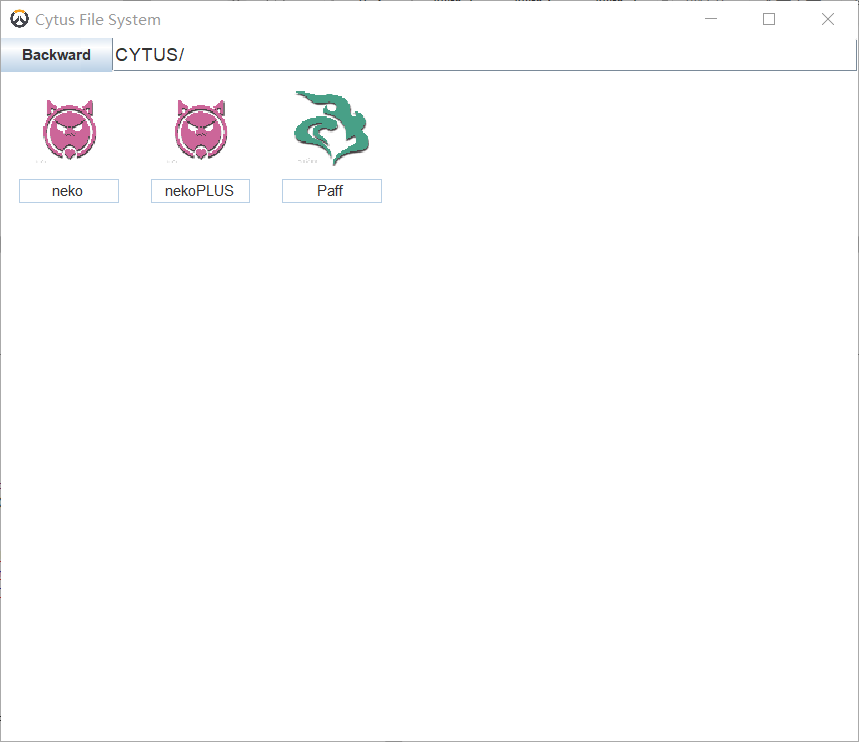 Cytus File System
Backward
CYTUS/
neko
nekoPLUS
Paff